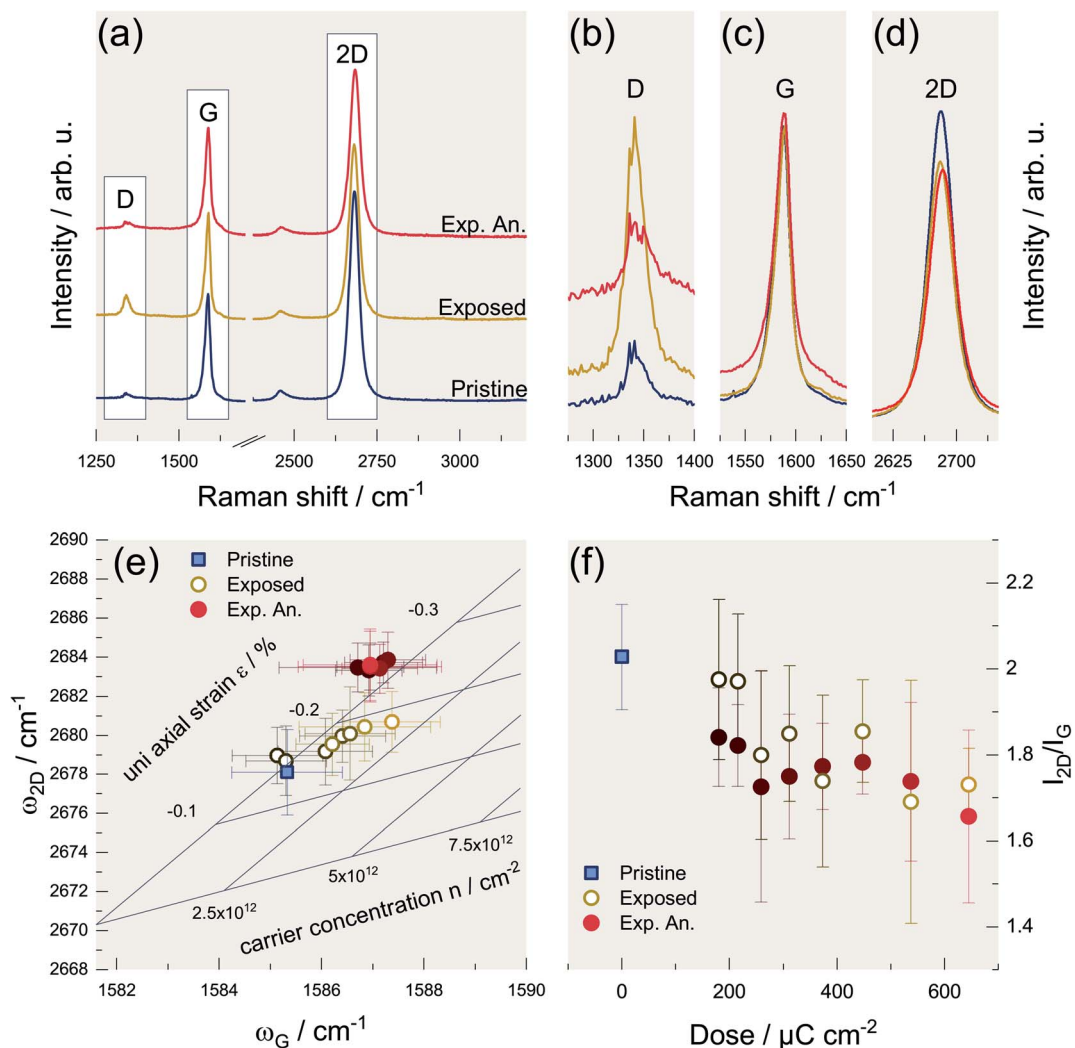 (a)
D
G
2D
Exp. An.
Exposed
Pristine
Intensity / arb. u.
1250
1500
2500
2750
3000
Raman shift / cm-1
(b)
D
1300
1350
1400
(c)
G
1550
1600
1650
(d)
2D
2625
2700
Raman shift / cm-1
Intensity / arb. u.
(e)
Pristine
Exposed
Exp. An.
2690
2688
2686
2684
2682
2680
2678
2676
2674
2672
2670
2668
ω2D / cm-1
uni axial strain ε / %
-0.3
-0.2
-0.1
2.5x10¹²
5x10¹²
7.5x10¹²
carrier concentration n / cm-2
1582
1584
1586
1588
1590
ωG / cm-1
(f)
2.2
2
1.8
1.6
1.4
I2D/IG
Pristine
Exposed
Exp. An.
0
200
400
600
Dose / μC cm-2